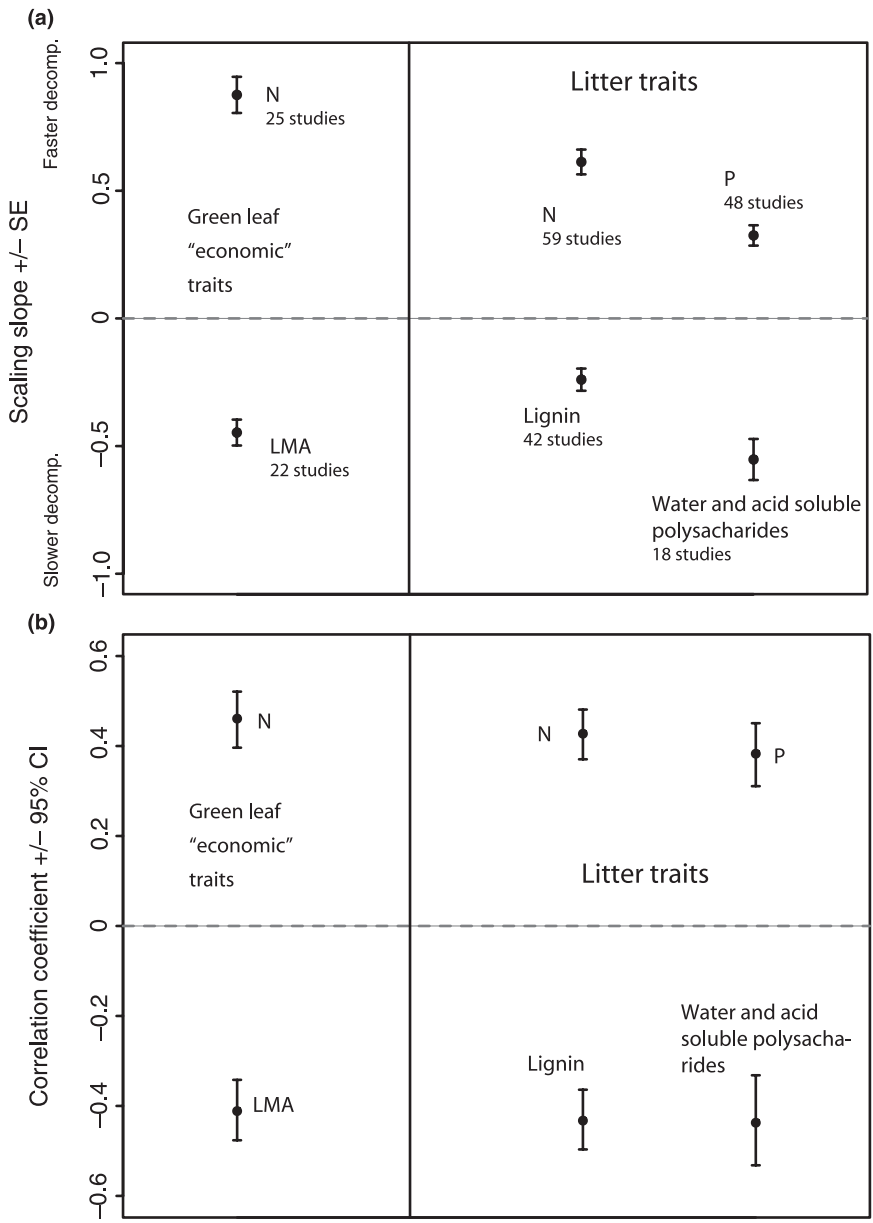 (a)
Faster decomp.
Slower decomp.
Scaling slope +/– SE
1.0
0.5
0
–0.5
–1.0
N
25 studies
Green leaf
“economic”
traits
LMA
22 studies
Litter traits
N
59 studies
P
48 studies
Lignin
42 studies
Water and acid soluble
polysacharides
18 studies
(b)
Correlation coefficient +/– 95% CI
0.6
0.4
0.2
0
–0.2
–0.4
–0.6
N
Green leaf
“economic”
traits
LMA
N
P
Litter traits
Lignin
Water and acid
soluble polysacha-
rides